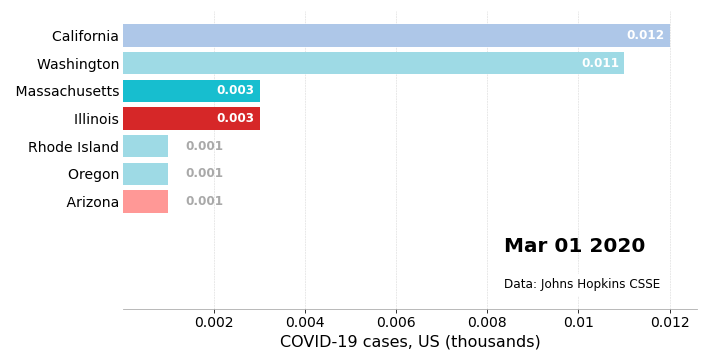 California 0.012
Washington 0.011
Massachusetts 0.003
Illinois 0.003
Rhode Island 0.001
Oregon 0.001
Arizona 0.001
Mar 01 2020
Data: Johns Hopkins CSSE
0.002 0.004 0.006 0.008 0.01 0.012
COVID-19 cases, US (thousands)